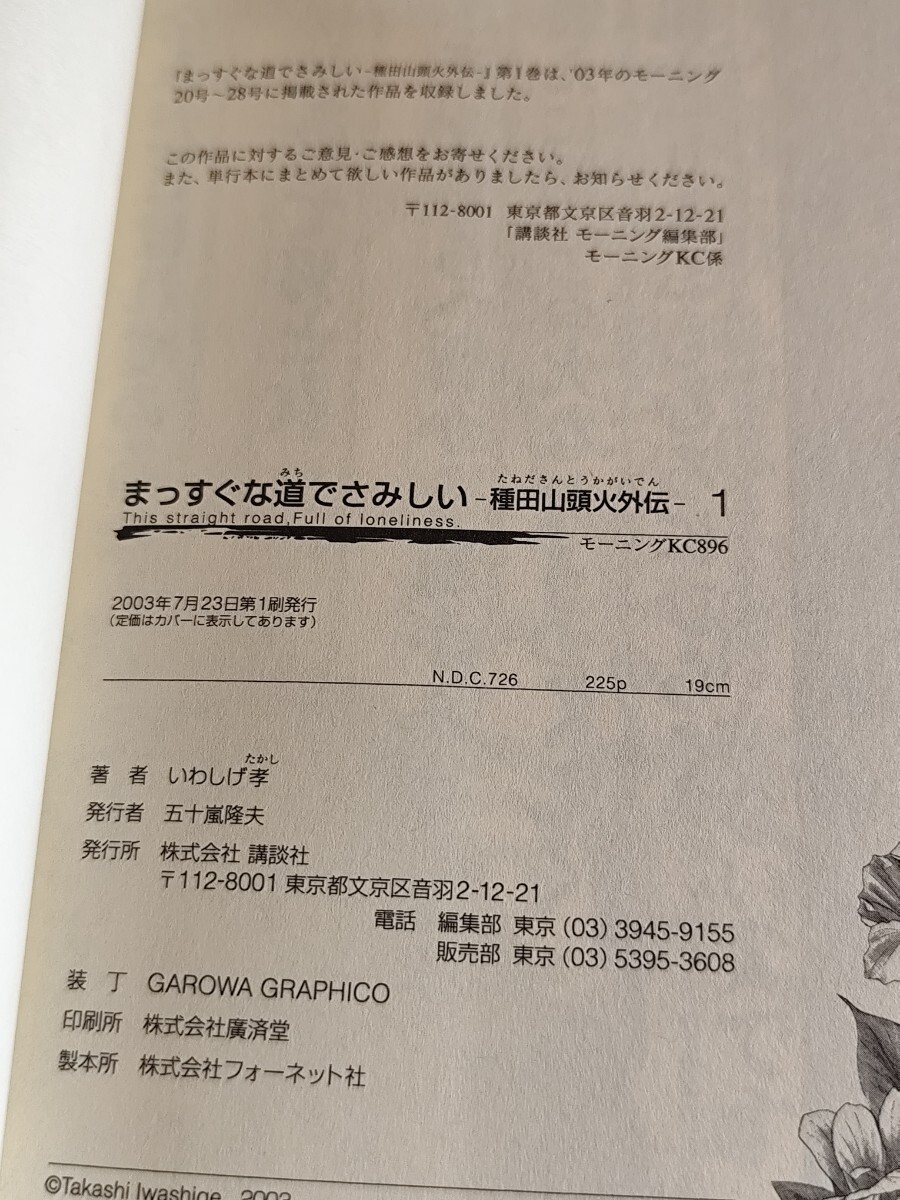 『まっすぐな道でさみしい-種田山頭火外伝-』第1巻は、'03年のモーニング
20号〜28号に掲載された作品を収録しました。
この作品に対するご意見・ご感想をお寄せください。
また、単行本にまとめて欲しい作品がありましたら、お知らせください。
〒112-8001 東京都文京区音羽2-12-21
「講談社 モーニング編集部」
モーニングKC係
みち たねださんとうかがいでん
まっすぐな道でさみしい -種田山頭火外伝- 1
This straight road,Full of loneliness.
モーニングKC896
2003年7月23日第1刷発行
(定価はカバーに表示してあります)
N.D.C.726 225p 19cm
たかし
著 者 いわしげ孝
発行者 五十嵐隆夫
発行所 株式会社 講談社
〒112-8001 東京都文京区音羽2-12-21
電話 編集部 東京(03)3945-9155
販売部 東京(03)5395-3608
装 丁 GAROWA GRAPHICO
印刷所 株式会社廣済堂
製本所 株式会社フォーネット社
©Takashi Iwashige 2003